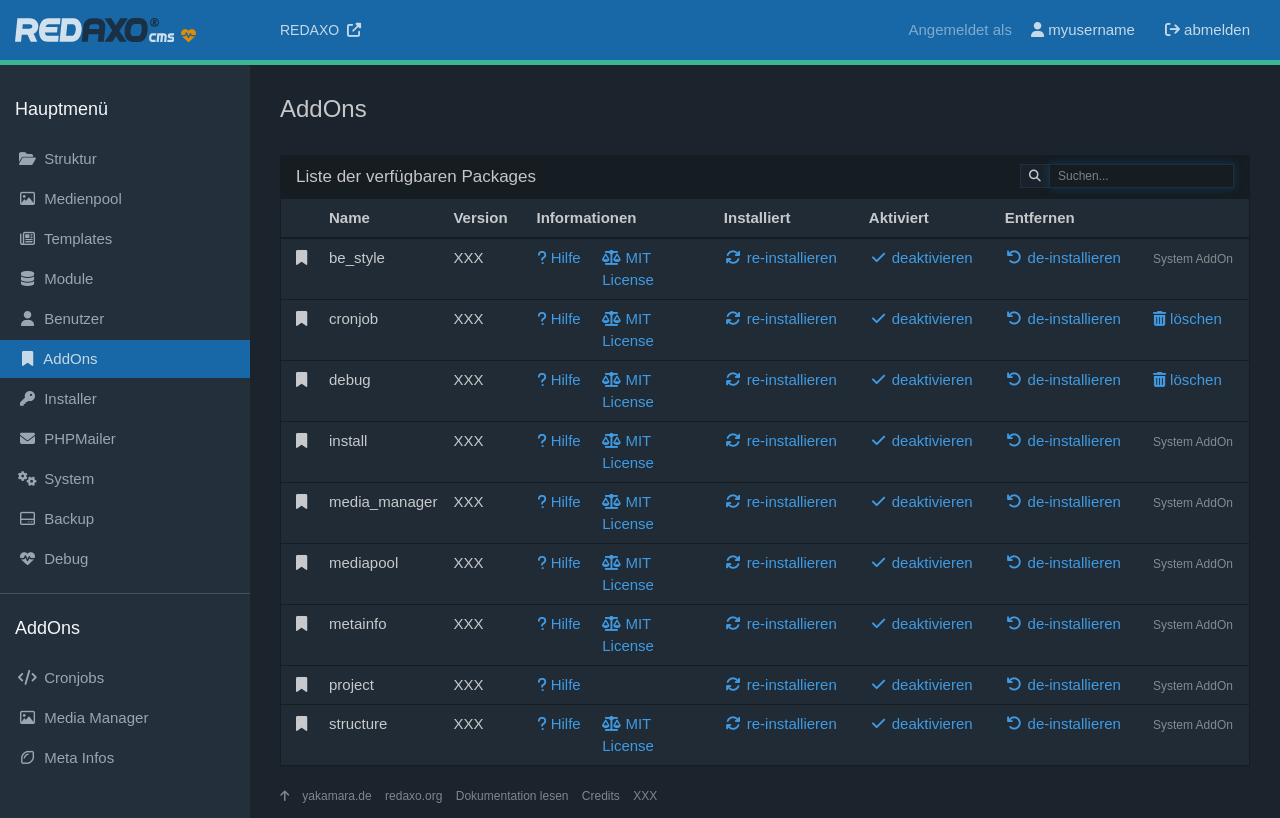 REDAXO® cms
REDAXO
Angemeldet als myusername abmelden
Hauptmenü
Struktur
Medienpool
Templates
Module
Benutzer
AddOns
Installer
PHPMailer
System
Backup
Debug
AddOns
Cronjobs
Media Manager
Meta Infos
AddOns
Liste der verfügbaren Packages
Suchen...
Name Version Informationen Installiert Aktiviert Entfernen
be_style XXX Hilfe MIT re-installieren deaktivieren de-installieren System AddOn
License
cronjob XXX Hilfe MIT re-installieren deaktivieren de-installieren löschen
License
debug XXX Hilfe MIT re-installieren deaktivieren de-installieren löschen
License
install XXX Hilfe MIT re-installieren deaktivieren de-installieren System AddOn
License
media_manager XXX Hilfe MIT re-installieren deaktivieren de-installieren System AddOn
License
mediapool XXX Hilfe MIT re-installieren deaktivieren de-installieren System AddOn
License
metainfo XXX Hilfe MIT re-installieren deaktivieren de-installieren System AddOn
License
project XXX Hilfe re-installieren deaktivieren de-installieren System AddOn
structure XXX Hilfe MIT re-installieren deaktivieren de-installieren System AddOn
License
yakamara.de redaxo.org Dokumentation lesen Credits XXX